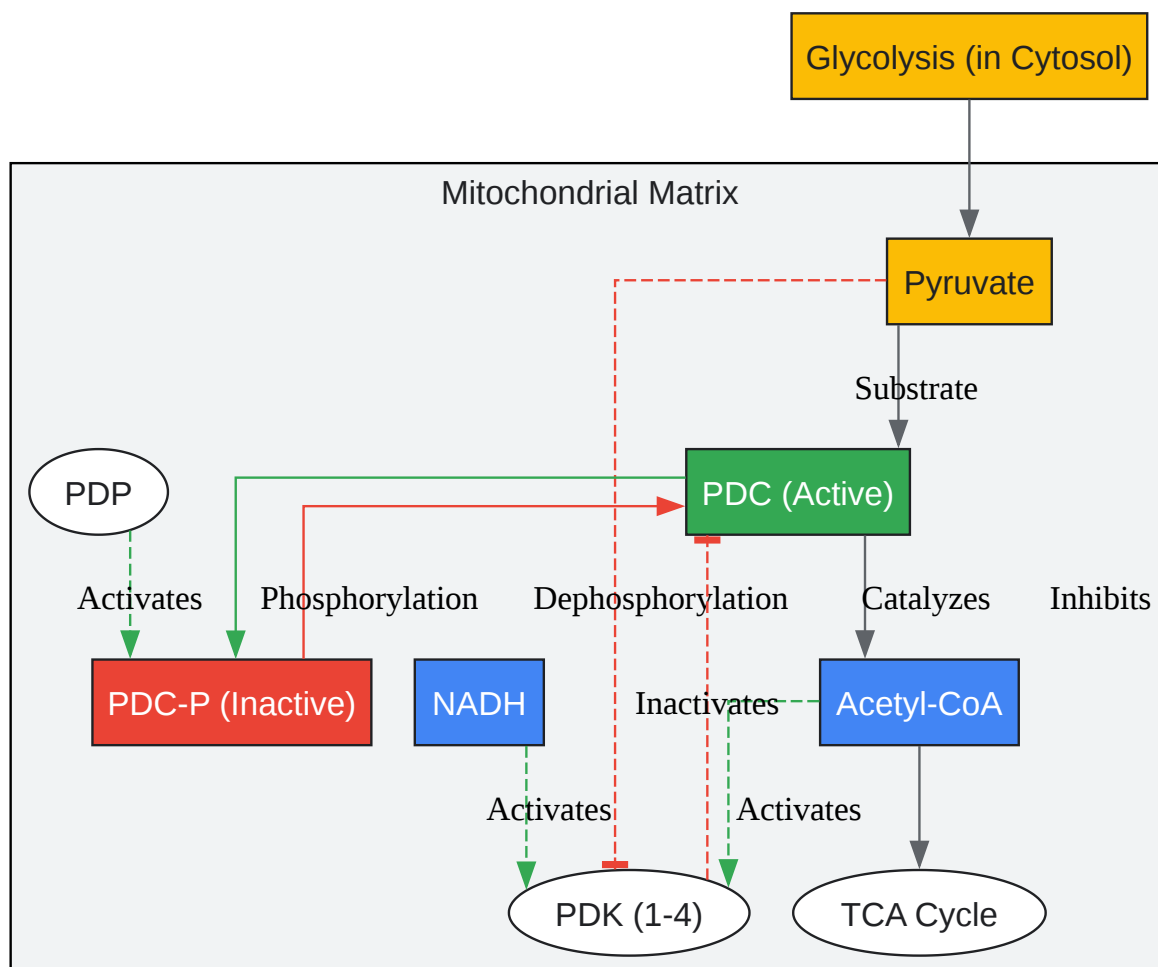 Glycolysis (in Cytosol)
Mitochondrial Matrix
Pyruvate
Substrate
PDP
PDC (Active)
Activates
Phosphorylation
Dephosphorylation
Catalyzes
Inhibits
PDC-P (Inactive)
NADH
Inactivates
Acetyl-CoA
Activates
Activates
PDK (1-4)
TCA Cycle